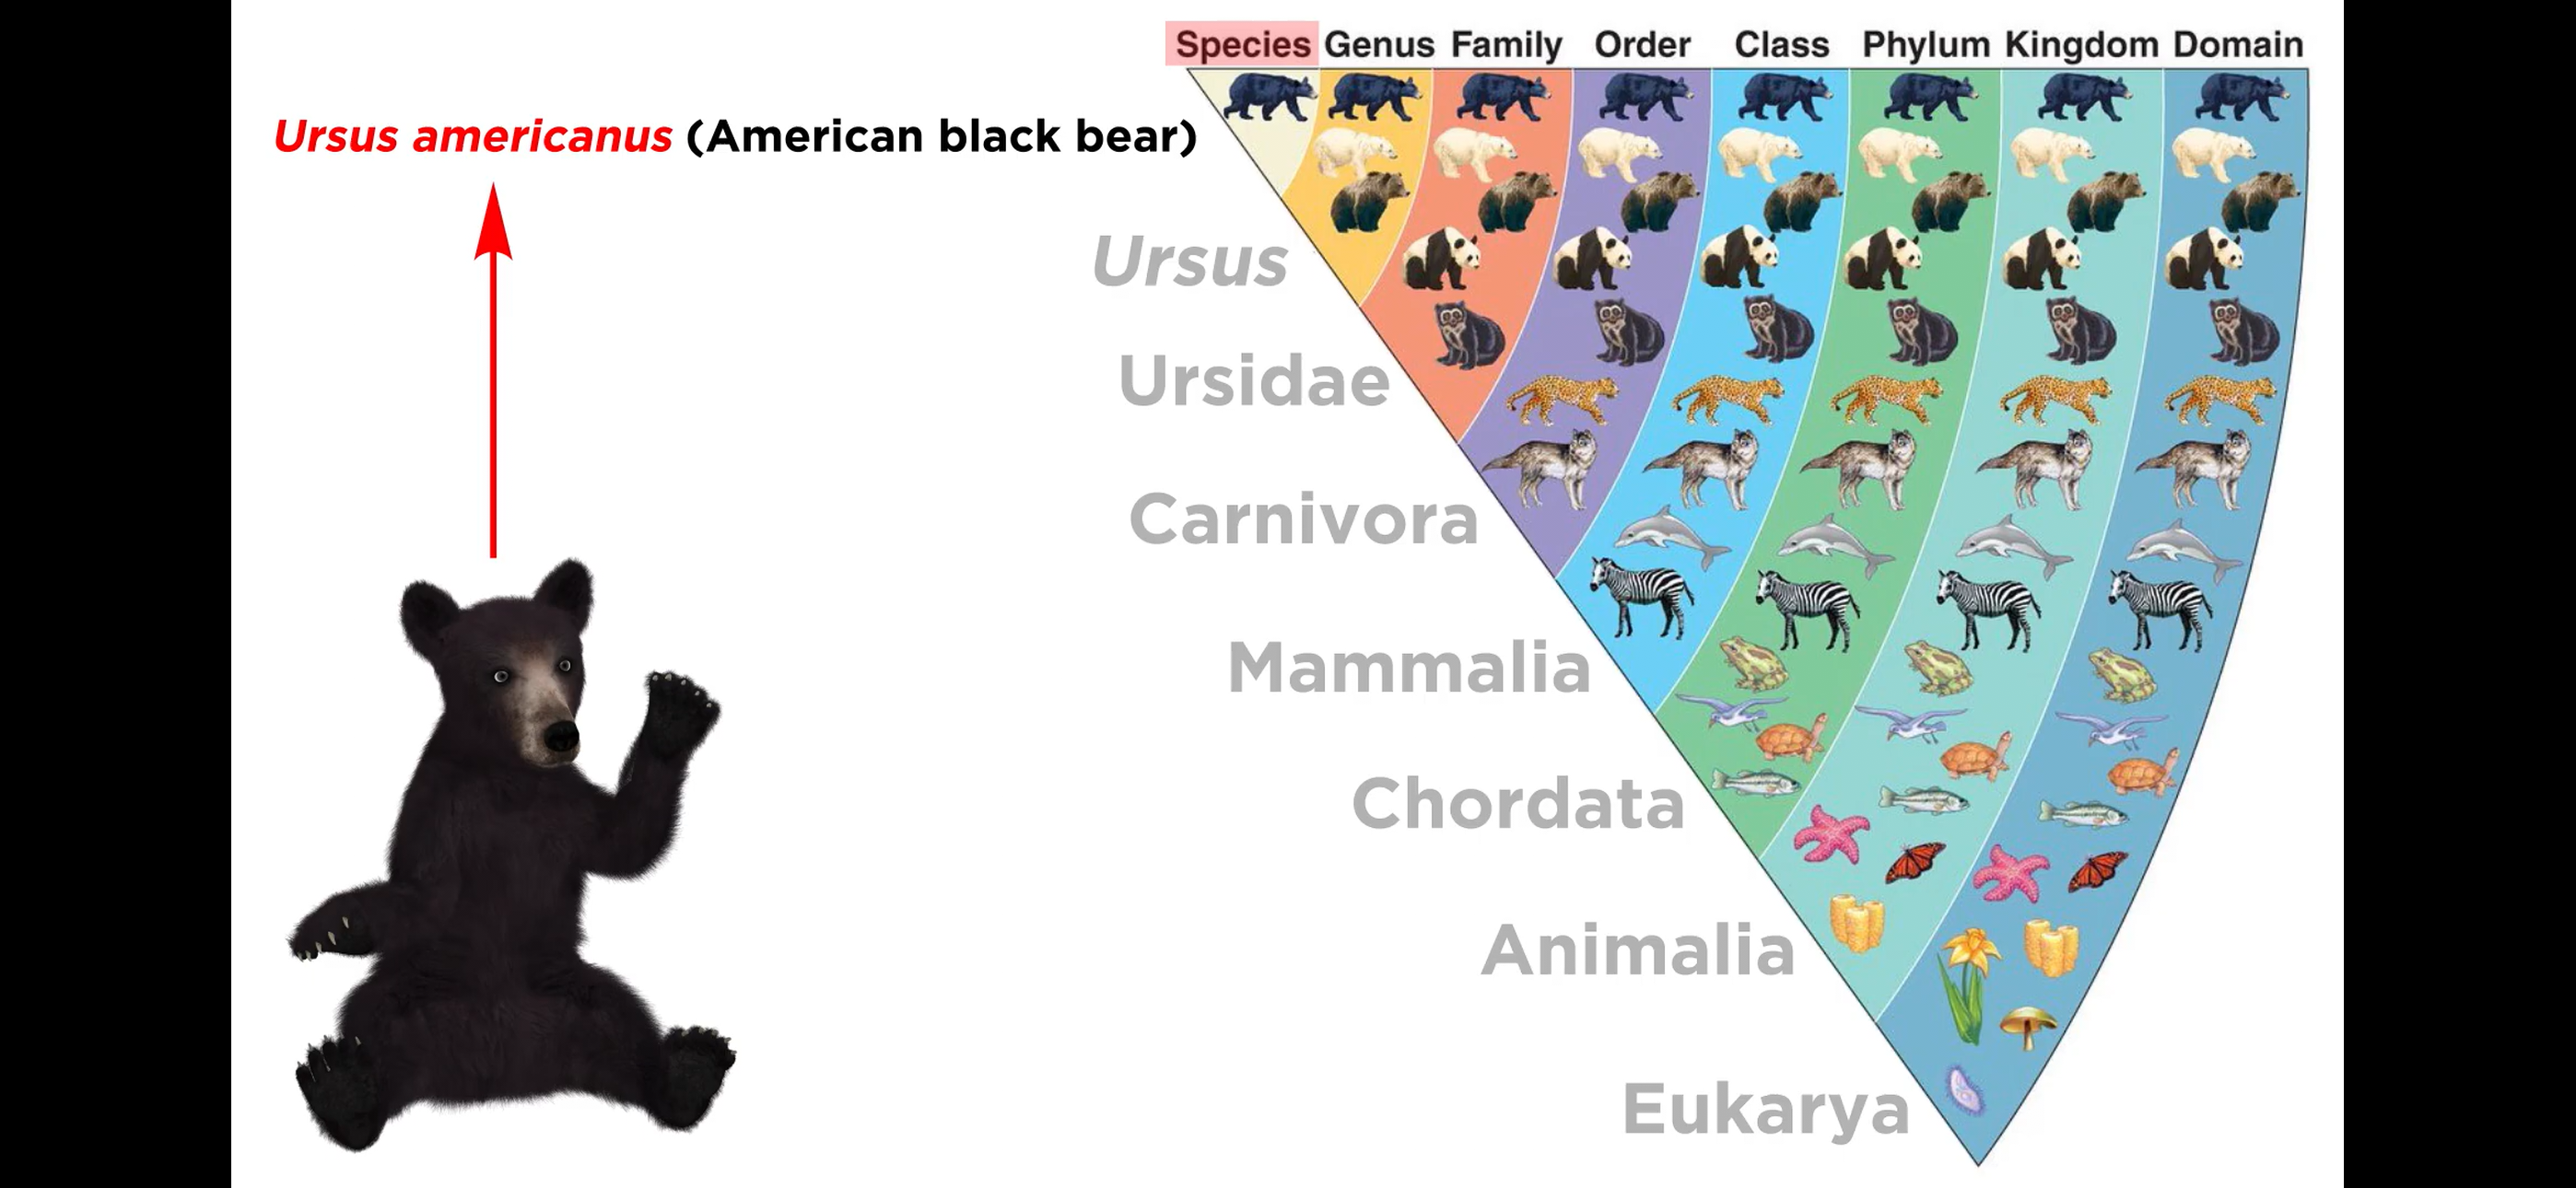 Species Genus Family Order Class Phylum Kingdom Domain
Ursus americanus (American black bear)
Ursus
Ursidae
Carnivora
Mammalia
Chordata
Animalia
Eukarya